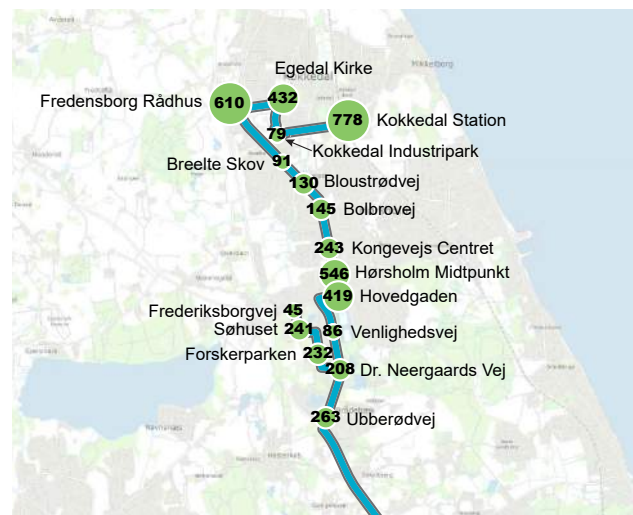 Egedal Kirke
Fredensborg Rådhus
610
432
778
Kokkedal Station
79
Kokkedal Industripark
Breelte Skov
91
130
Bloustrødvej
145
Bolbrovej
243
Kongevejs Centret
546
Hørsholm Midtpunkt
419
Hovedgaden
Frederiksborgvej
45
Søhuset
241
86
Venlighedsvej
Forskerparken
232
208
Dr. Neergaards Vej
263
Ubberødvej